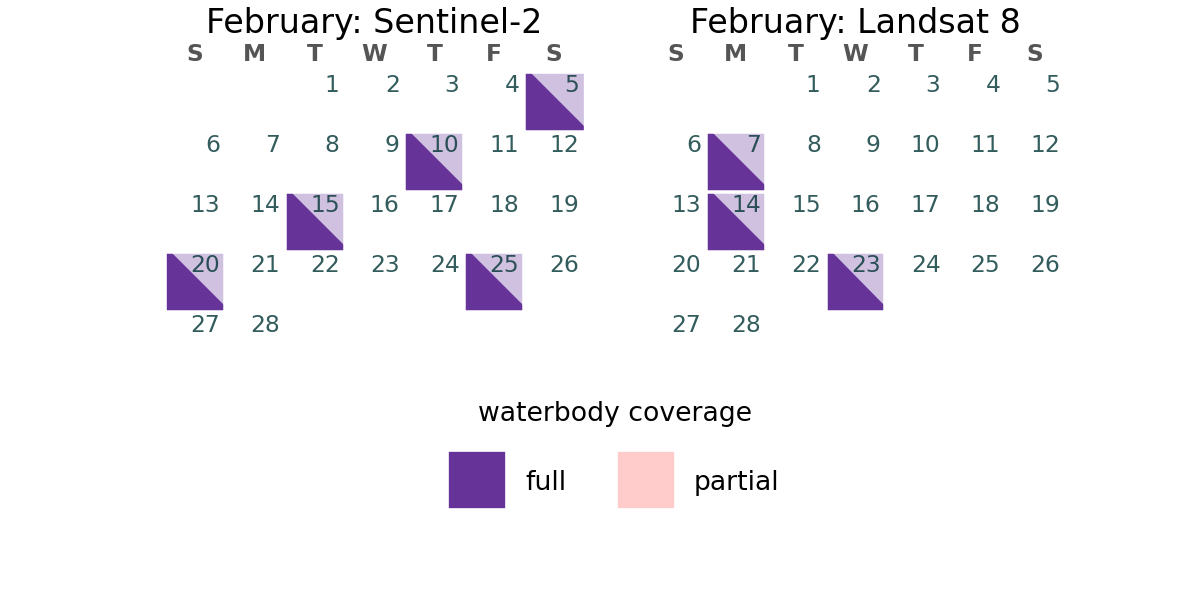 February: Sentinel-2
S M T W T F S
1 2 3 4 5
6 7 8 9 10 11 12
13 14 15 16 17 18 19
20 21 22 23 24 25 26
27 28
February: Landsat 8
S M T W T F S
1 2 3 4 5
6 7 8 9 10 11 12
13 14 15 16 17 18 19
20 21 22 23 24 25 26
27 28
waterbody coverage
full partial